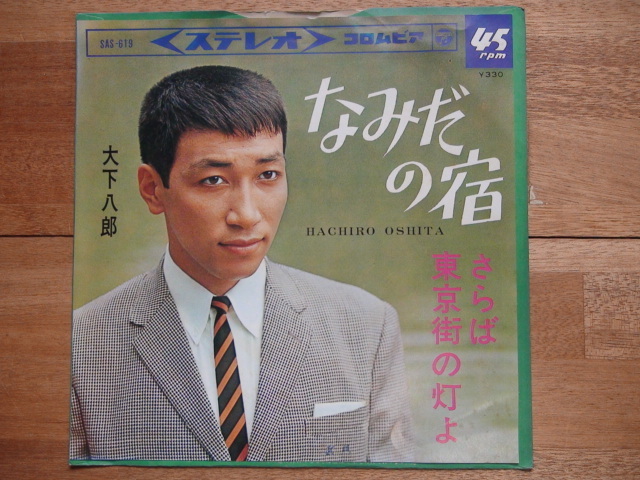 SAS-619
<ステレオ>
コロムビア
45
rpm
¥330
なみだ
の宿
大下八郎
HACHIRO OSHITA
さらば
東京街の灯よ